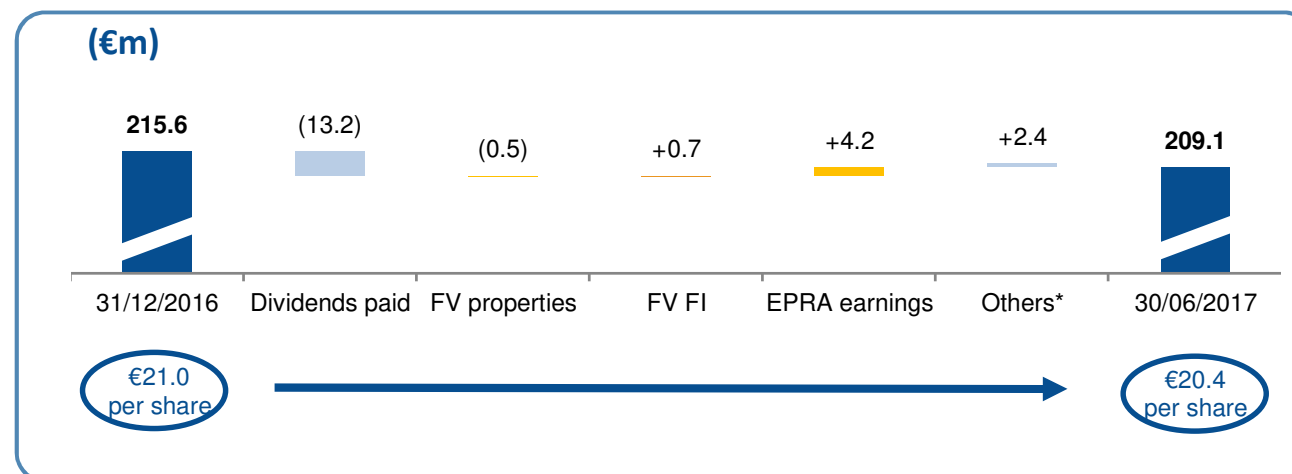 (€m)
215.6
(13.2)
(0.5)
+0.7
+4.2
+2.4
209.1
31/12/2016
Dividends paid
FV properties
FV FI
EPRA earnings
Others*
30/06/2017
€21.0
per share
€20.4
per share